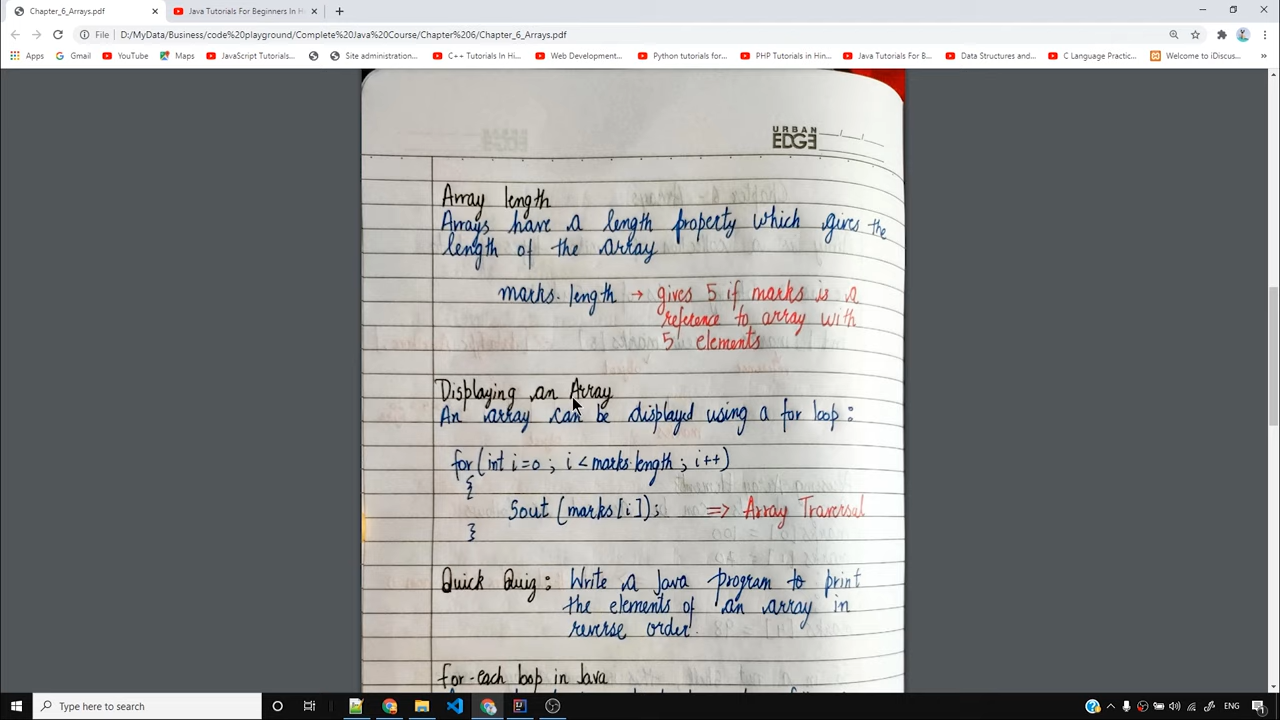 Chapter_6_Arrays.pdf
Java Tutorials For Beginners In H
File
D:/MyData/Business/code%20playground/Complete%20Java%20Course/Chapter%206/Chapter_6_Arrays.pdf
Apps
Gmail
YouTube
Maps
JavaScript Tutorials...
Site administration...
C++ Tutorials In Hi...
Web Development...
Python tutorials for...
PHP Tutorials in Hin...
Java Tutorials For B...
Data Structures and...
C Language Practic...
Welcome to iDiscus...
URBAN
EDGE
Array length
Arrays have a length property which gives the
length of the array
marks.length → gives 5 if marks is a
reference to array with
5 elements
Displaying an Array
An array can be displayed using a for loop:
for(int i=0; i<marks.length; i++)
{
Sout (marks[i]); => Array Traversal
}
Quick Quiz: Write a Java program to print
the elements of an array in
reverse order.
for-each loop in Java
Type here to search
ENG